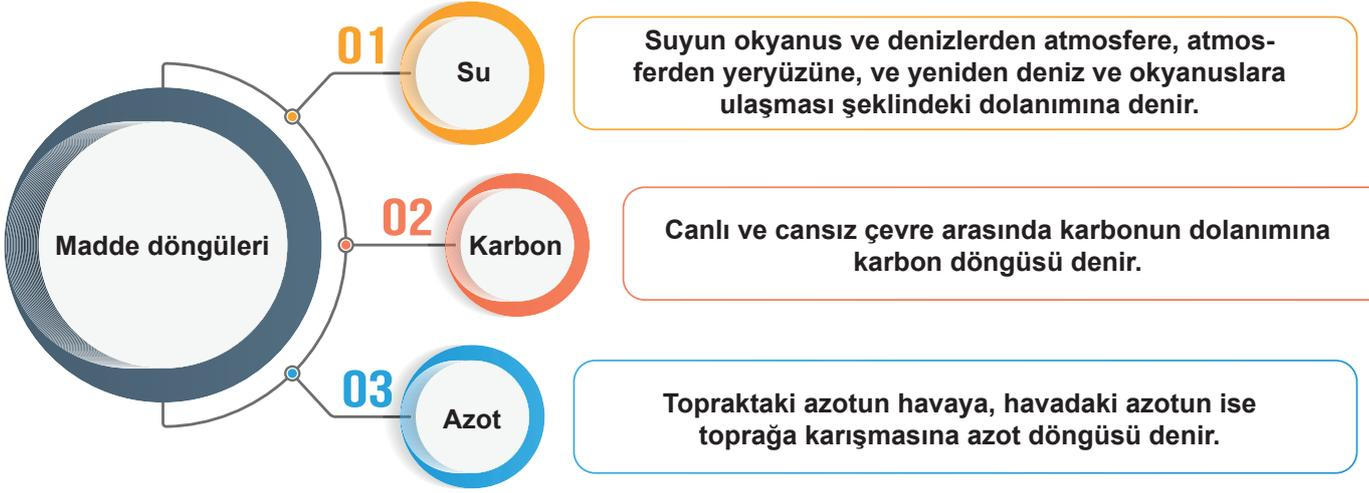 01
Su
Suyun okyanus ve denizlerden atmosfere, atmos-
ferden yeryüzüne, ve yeniden deniz ve okyanuslara
ulaşması şeklindeki dolanımına denir.
Madde döngüleri
02
Karbon
Canlı ve cansız çevre arasında karbonun dolanımına
karbon döngüsü denir.
03
Azot
Topraktaki azotun havaya, havadaki azotun ise
toprağa karışmasına azot döngüsü denir.